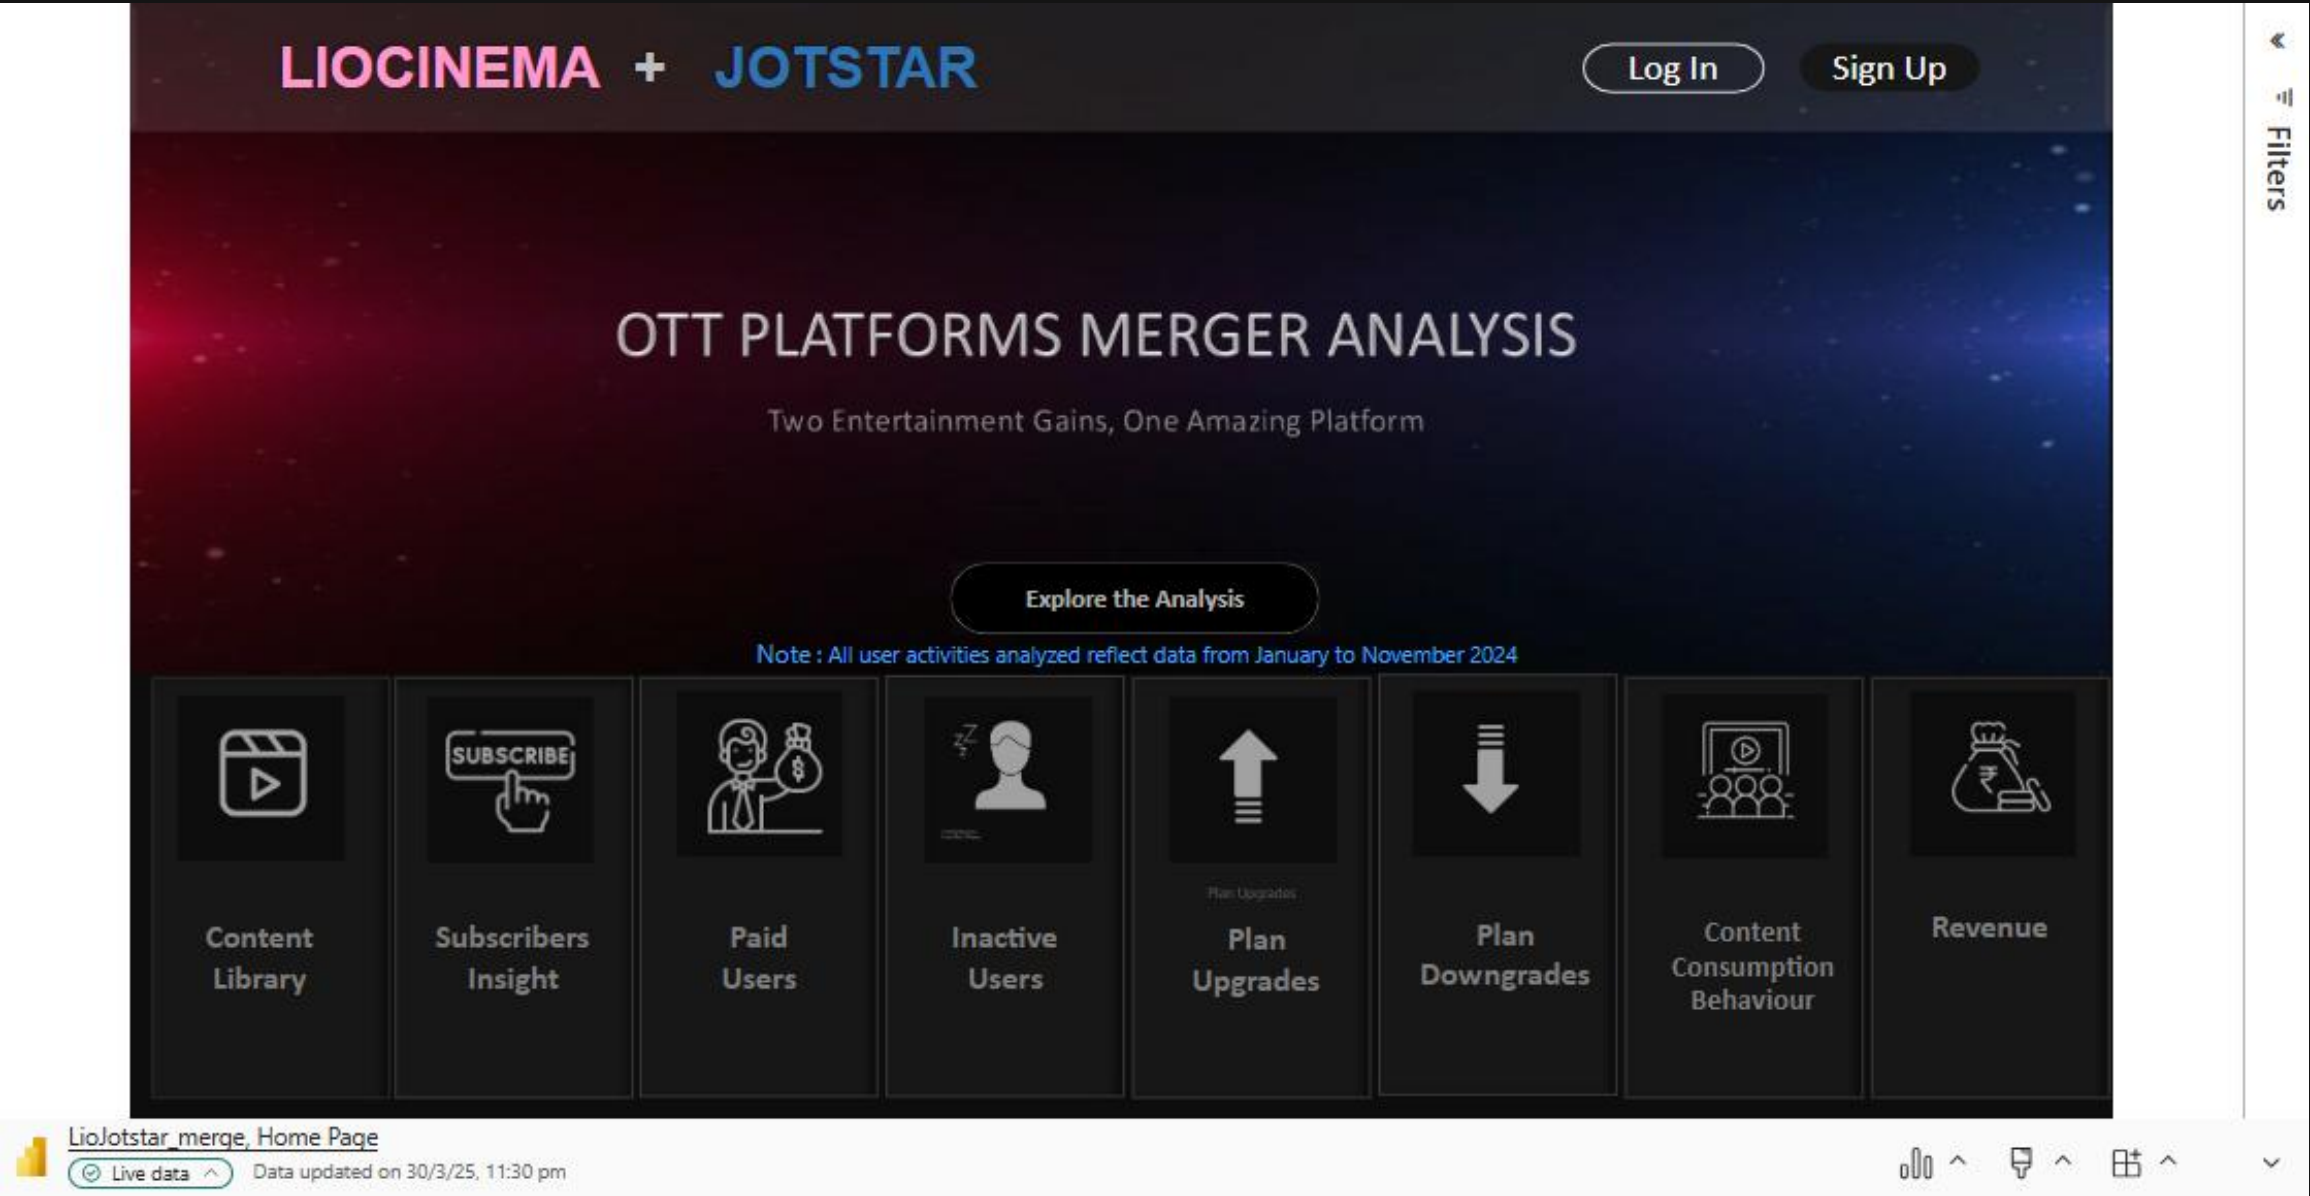 LIOCINEMA + JOTSTAR
Log In
Sign Up
Filters
OTT PLATFORMS MERGER ANALYSIS
Two Entertainment Gains, One Amazing Platform
Explore the Analysis
Note : All user activities analyzed reflect data from January to November 2024
SUBSCRIBE
Plan Upgrades
Content
Library
Subscribers
Insight
Paid
Users
Inactive
Users
Plan
Upgrades
Plan
Downgrades
Content
Consumption
Behaviour
Revenue
LioJotstar_merge, Home Page
Live data
Data updated on 30/3/25, 11:30 pm